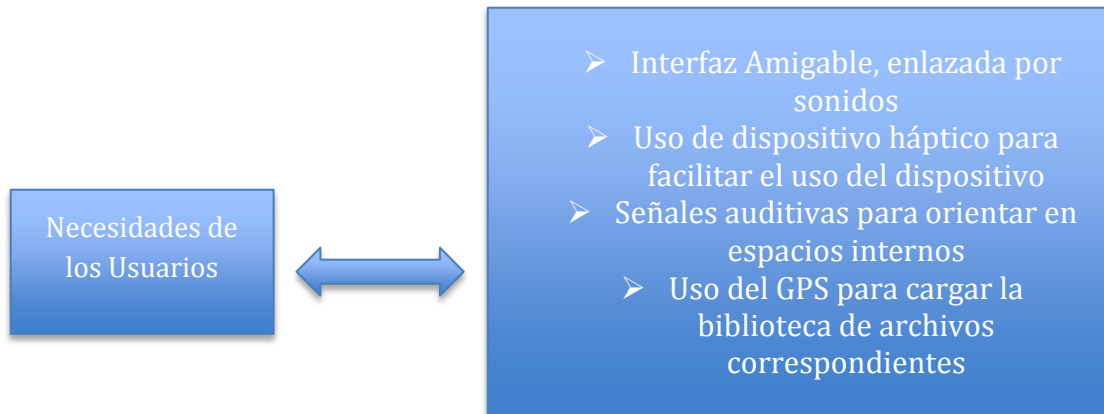 Necesidades de
los Usuarios
➢ Interfaz Amigable, enlazada por
sonidos
➢ Uso de dispositivo háptico para
facilitar el uso del dispositivo
➢ Señales auditivas para orientar en
espacios internos
➢ Uso del GPS para cargar la
biblioteca de archivos
correspondientes